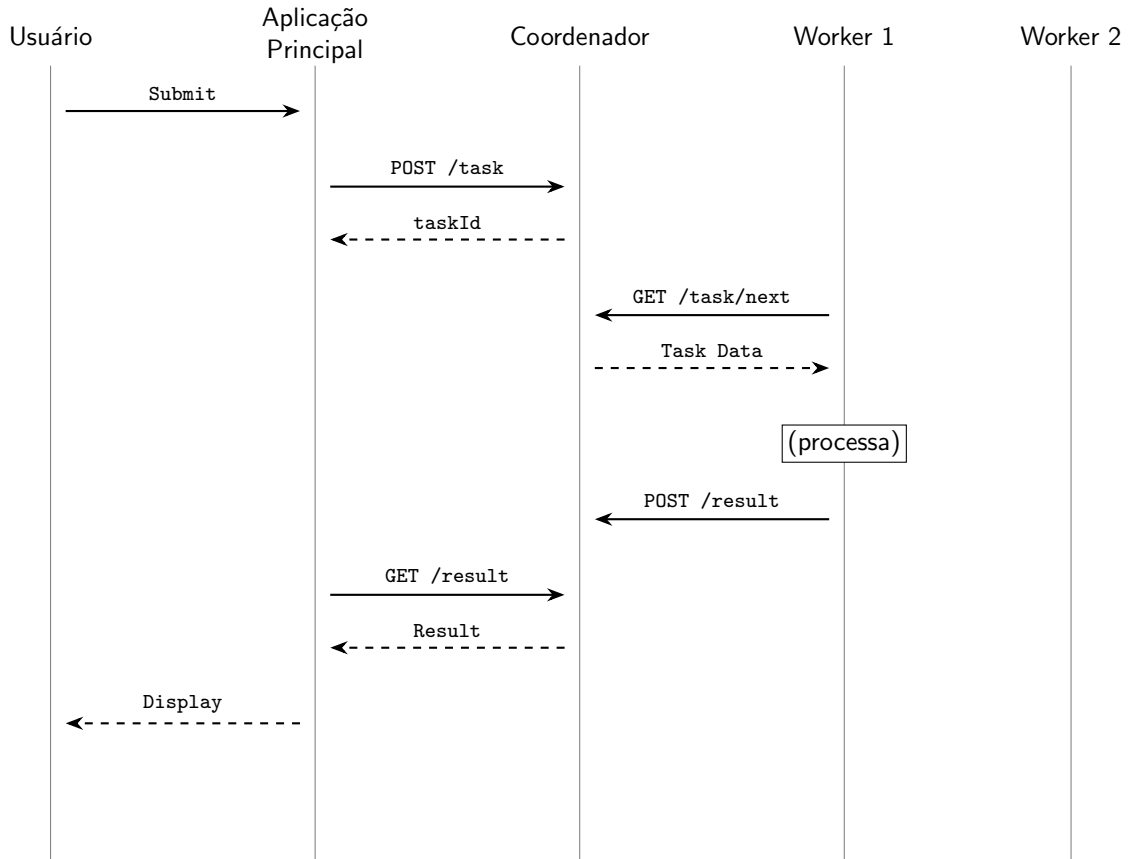 Usuário
Aplicação
Principal
Coordenador
Worker 1
Worker 2
Submit
POST /task
taskId
GET /task/next
Task Data
(processa)
POST /result
GET /result
Result
Display